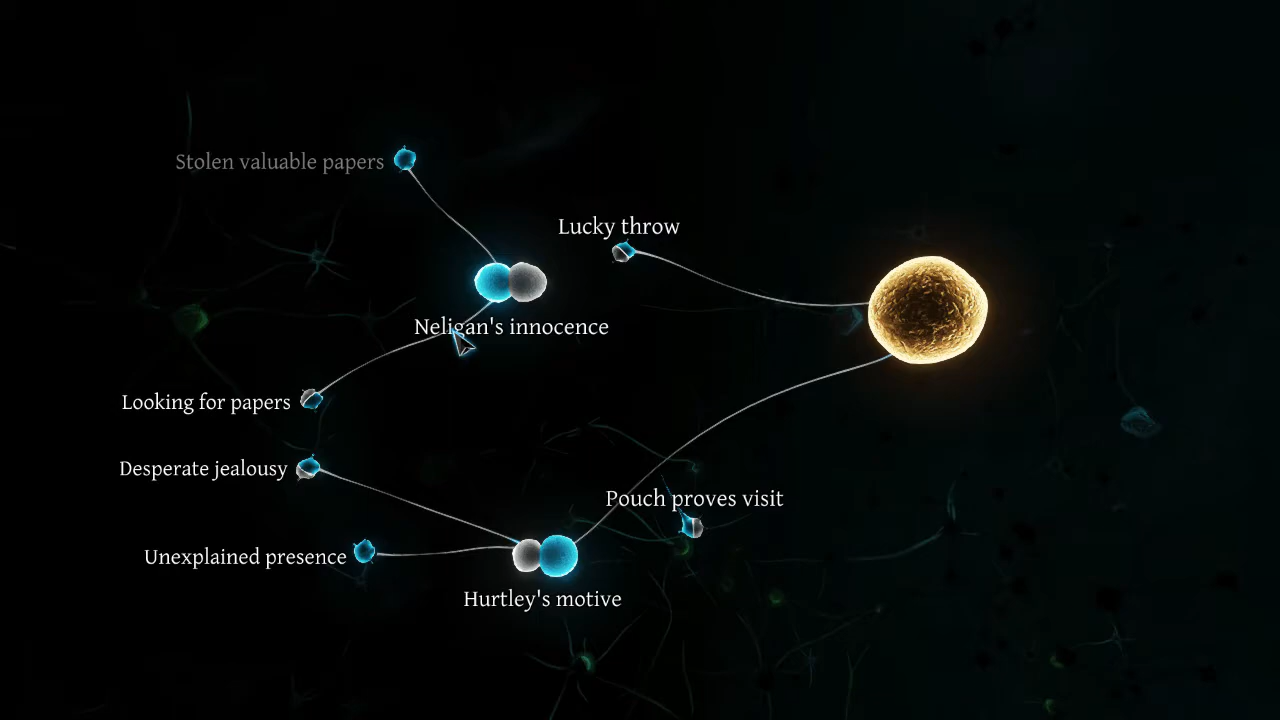 Stolen valuable papers
Lucky throw
Neligan's innocence
Looking for papers
Desperate jealousy
Pouch proves visit
Unexplained presence
Hurtley's motive